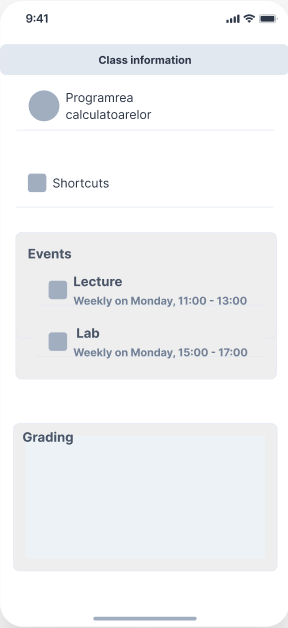 9:41
Class information
Programrea
calculatoarelor
Shortcuts
Events
Lecture
Weekly on Monday, 11:00 - 13:00
Lab
Weekly on Monday, 15:00 - 17:00
Grading